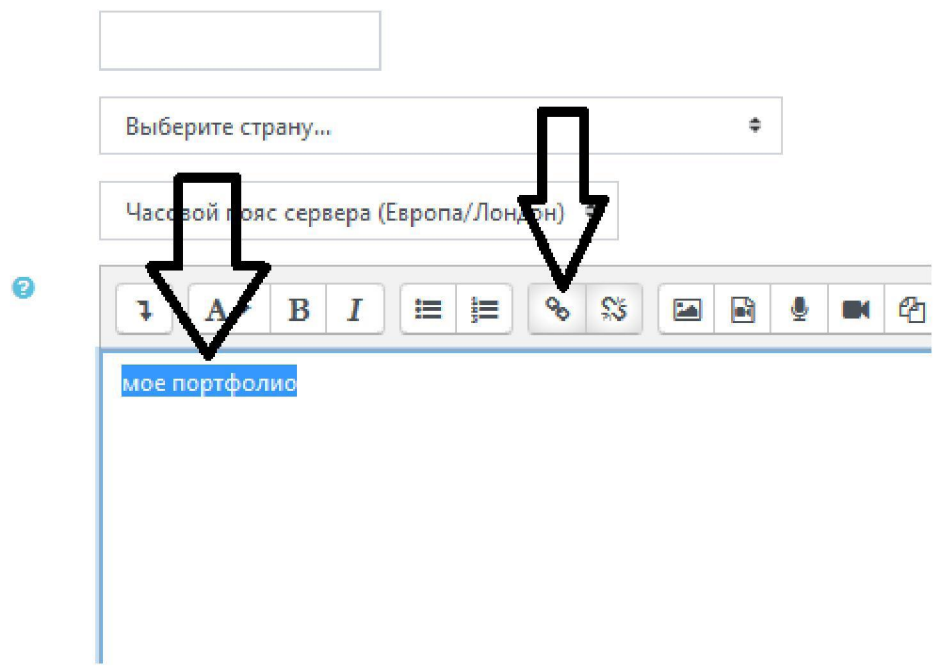 Выберите страну...
Часовой пояс сервера (Европа/Лондон)
A B I
мое портфолио